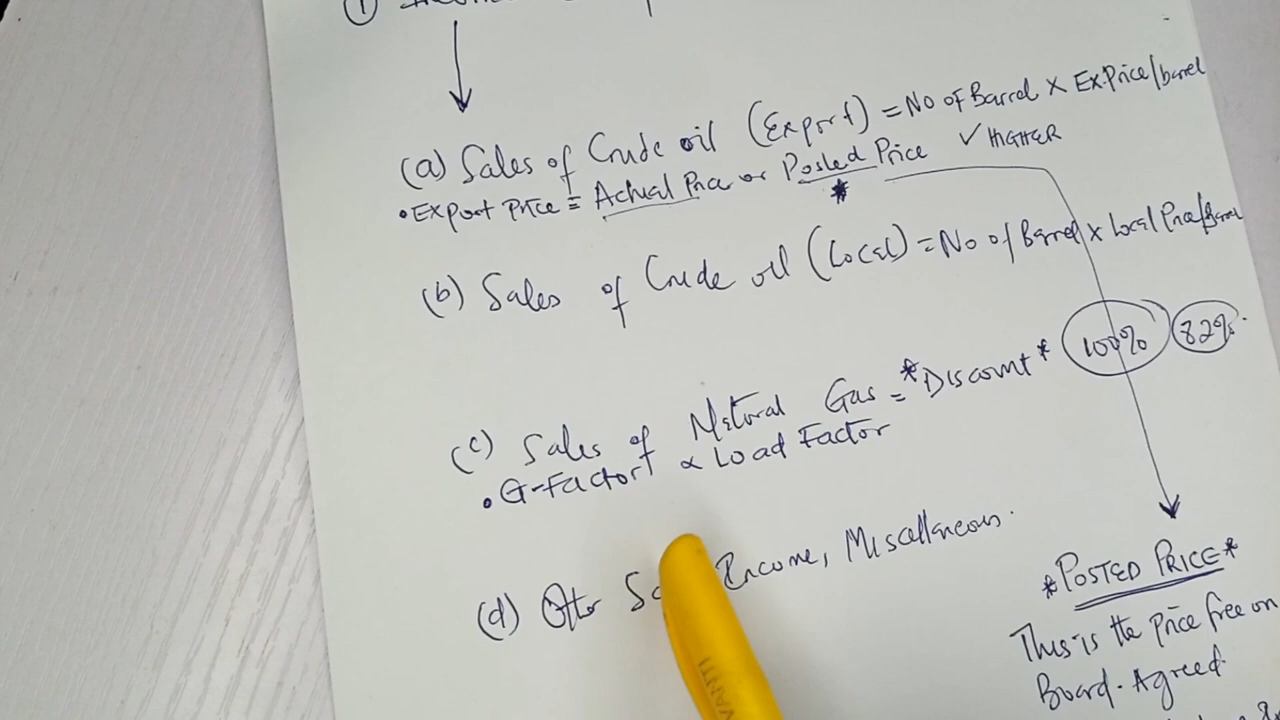 (1)
(a) Sales of Crude oil (Export) = No of Barrel x Ex.Price/barrel
• Export Price = Actual Price or Posted Price ✓ HIGHER
*
(b) Sales of Crude oil (Local) = No of Barrel x Local Price/Barrel
100% 82%
(c) Sales of Natural Gas = *Discount*
• G-Factor α Load Factor
(d) Other Income, Miscellaneous.
*POSTED PRICE*
This is the price free on
Board. Agreed
VANTI